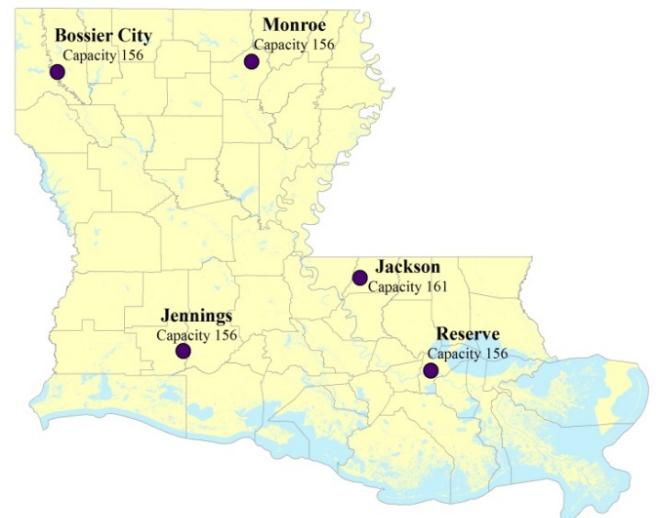 Bossier City
Capacity 156
Monroe
Capacity 156
Jackson
Capacity 161
Jennings
Capacity 156
Reserve
Capacity 156